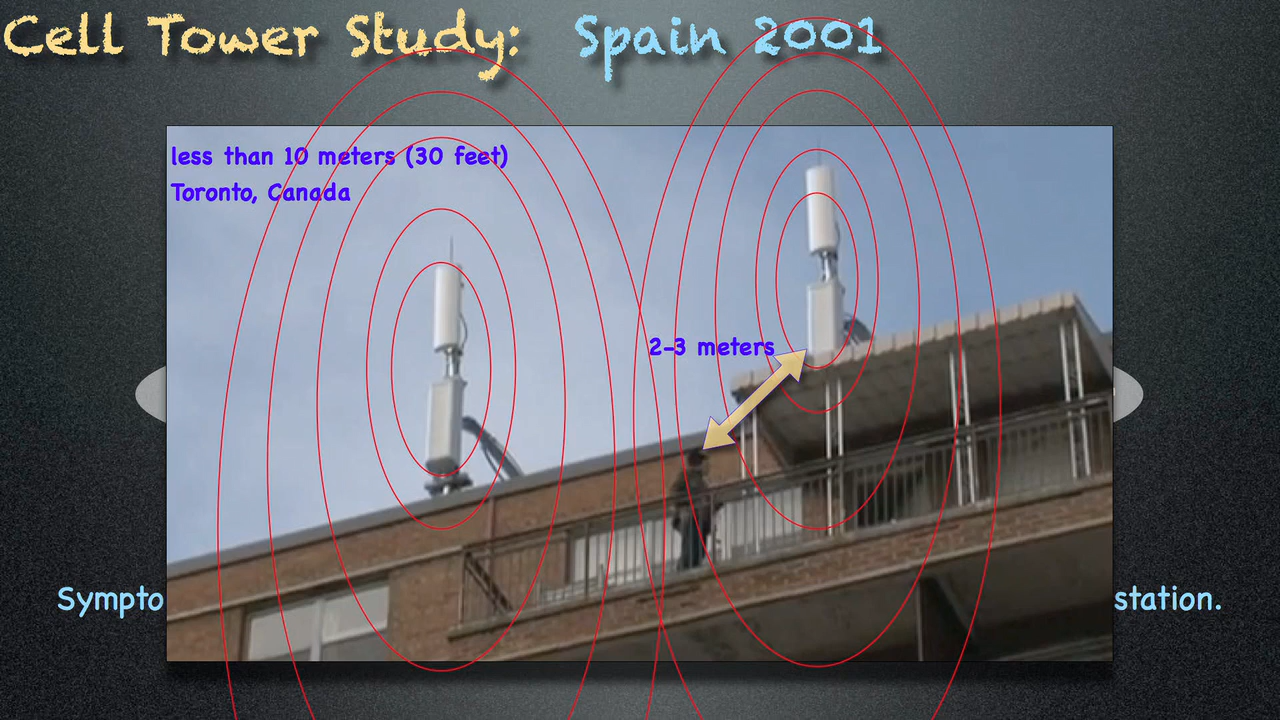 Cell Tower Study: Spain 2001
less than 10 meters (30 feet)
Toronto, Canada
2-3 meters
Sympto station.